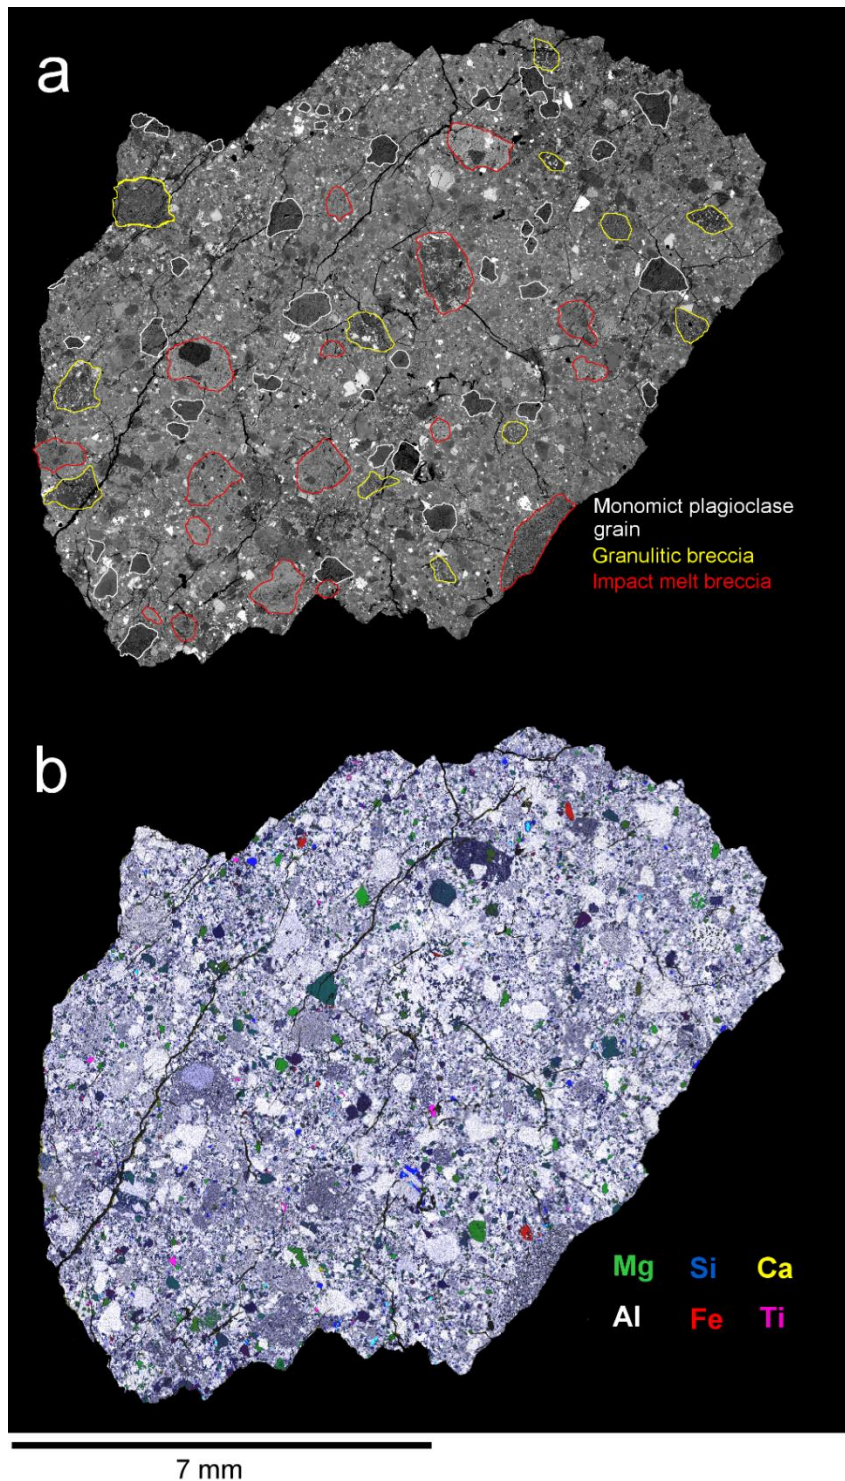 a
Monomict plagioclase
grain
Granulitic breccia
Impact melt breccia
b
Mg Si Ca
Al Fe Ti
7 mm